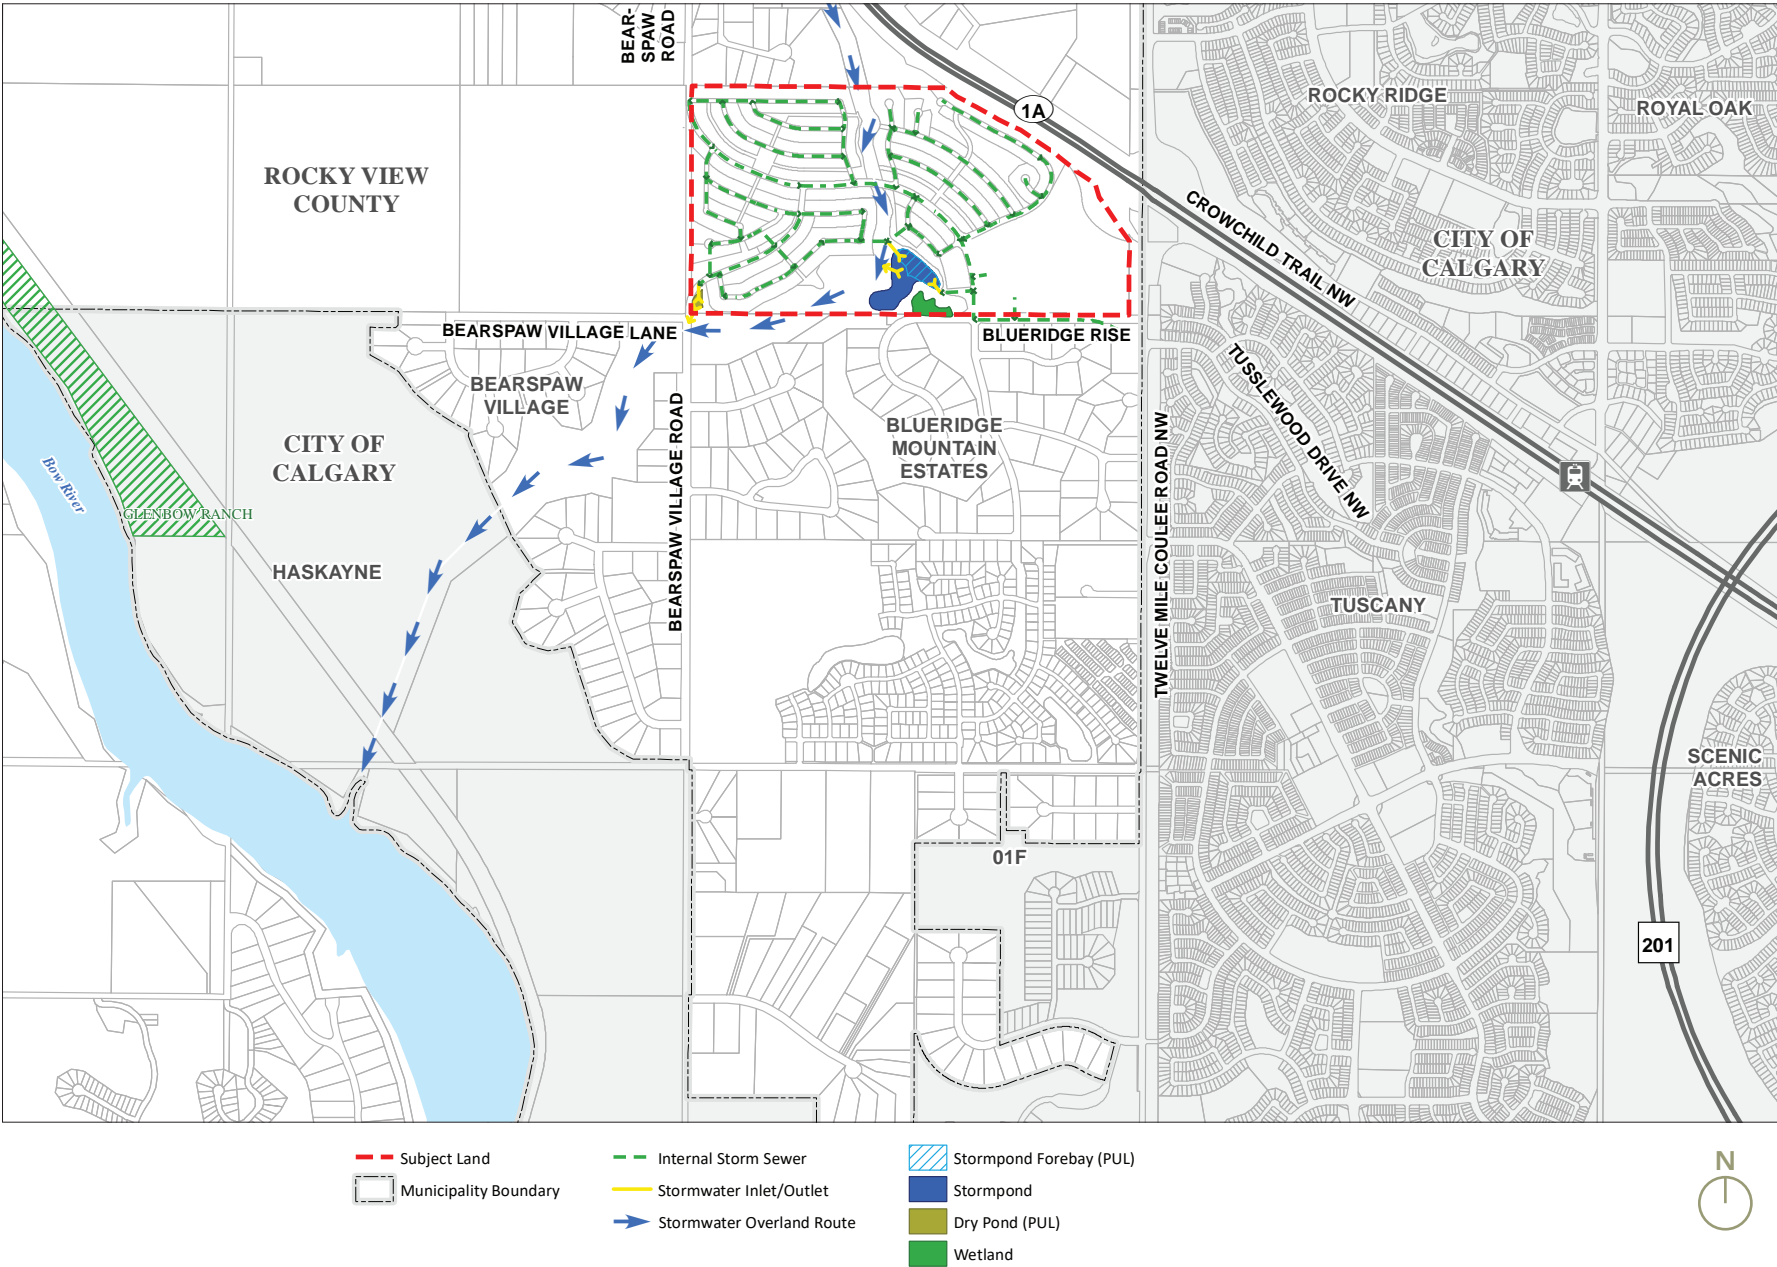 BEAR-
SPAW
ROAD
1A
ROCKY RIDGE
ROYAL OAK
ROCKY VIEW
COUNTY
CROWCHILD TRAIL NW
CITY OF
CALGARY
BEARSPAW VILLAGE LANE
BLUERIDGE RISE
BEARSPAW
VILLAGE
TUSSLEWOOD DRIVE NW
BLUERIDGE
MOUNTAIN
ESTATES
CITY OF
CALGARY
Bow River
GLENBOW RANCH
BEARSPAW VILLAGE ROAD
TWELVE MILE COULEE ROAD NW
HASKAYNE
TUSCANY
SCENIC
ACRES
01F
201
Subject Land
Municipality Boundary
Internal Storm Sewer
Stormwater Inlet/Outlet
Stormwater Overland Route
Stormpond Forebay (PUL)
Stormpond
Dry Pond (PUL)
Wetland
N